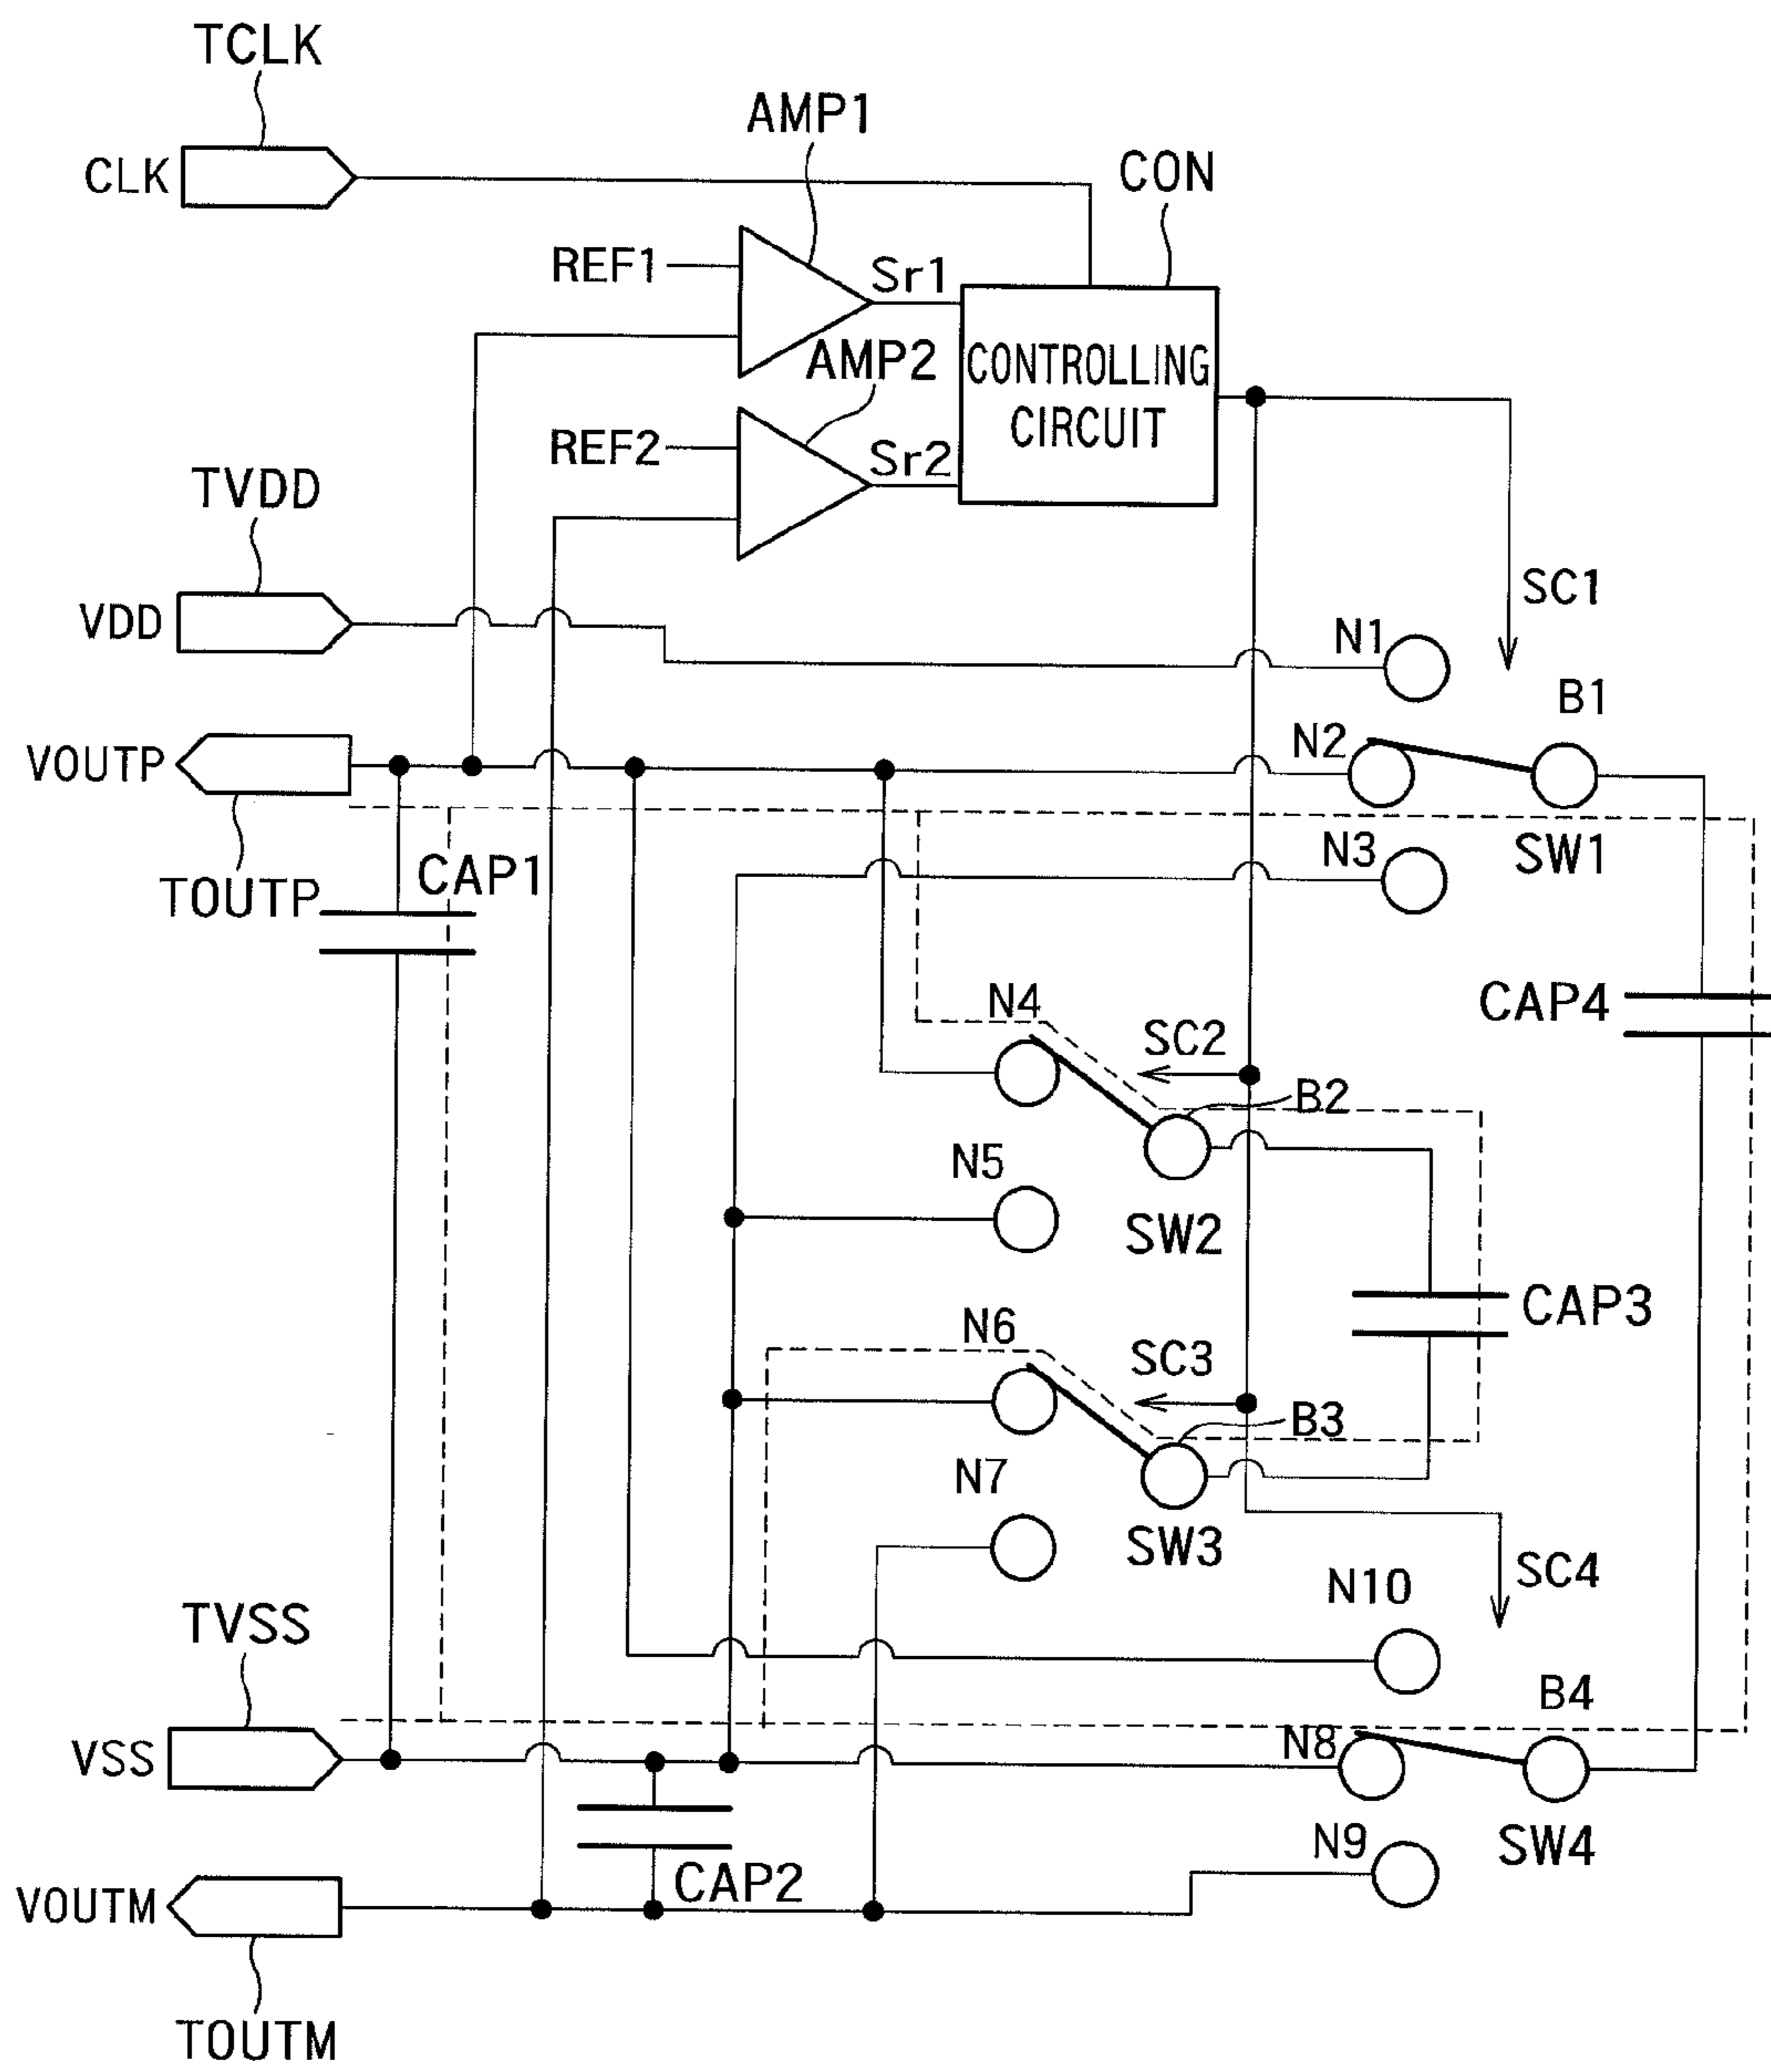 TCLK
AMP1
CLK
CON
REF1
Sr1
AMP2
CONTROLLING
CIRCUIT
REF2
Sr2
TVDD
SC1
VDD
N1
B1
N2
VOUTP
N3
SW1
CAP1
TOUTP
N4
CAP4
SC2
B2
N5
SW2
CAP3
N6
SC3
B3
N7
SW3
SC4
N10
TVSS
B4
N8
VSS
N9
SW4
CAP2
VOUTM
TOUTM